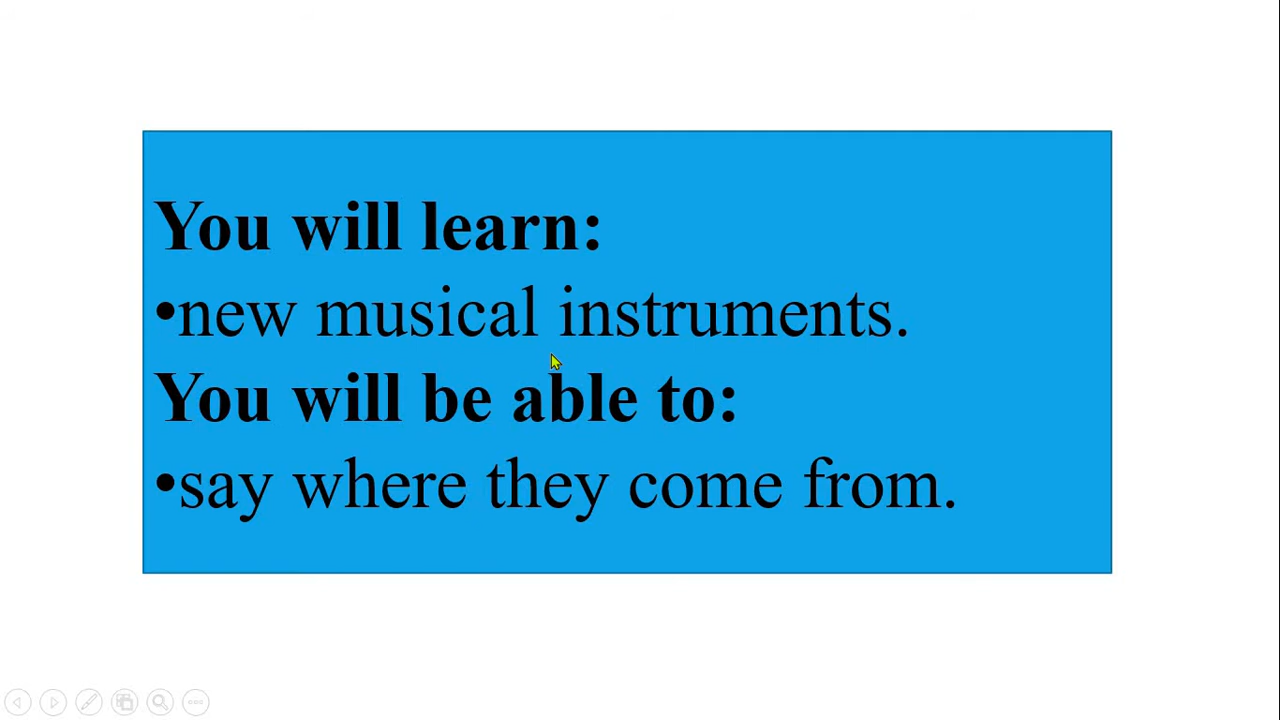 You will learn:
•new musical instruments.
You will be able to:
•say where they come from.